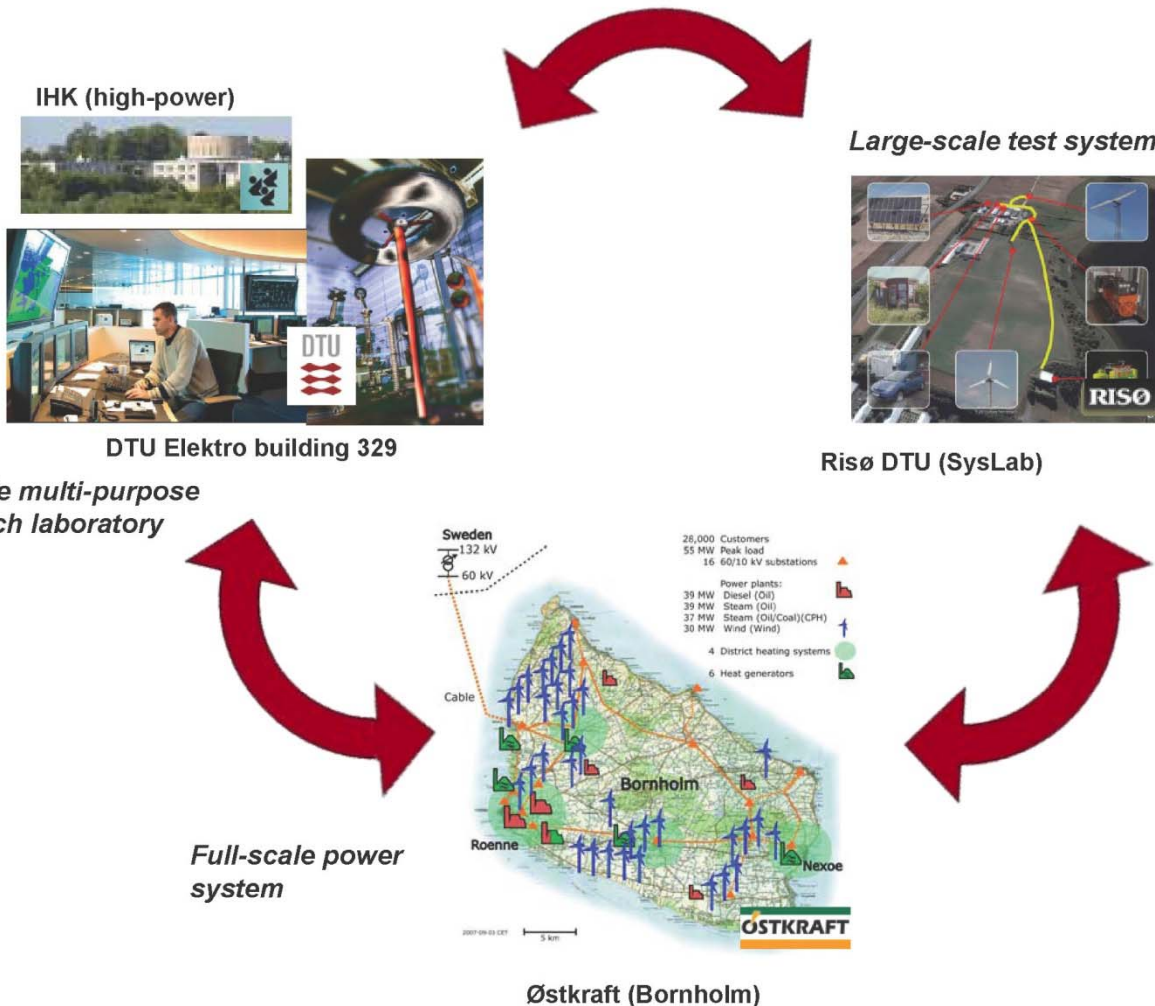 IHK (high-power)
DTU
DTU Elektro building 329
e multi-purpose
ch laboratory
Large-scale test system
RISØ
Risø DTU (SysLab)
Sweden
132 kV
60 kV
Cable
28,000 Customers
55 MW Peak load
16 60/10 kV substations
Power plants:
39 MW Diesel (Oil)
39 MW Steam (Oil)
37 MW Steam (Oil/Coal)(CPH)
30 MW Wind (Wind)
4 District heating systems
6 Heat generators
Bornholm
Roenne
Nexoe
Full-scale power
system
2007-09-03 CET
5 km
ØSTKRAFT
Østkraft (Bornholm)